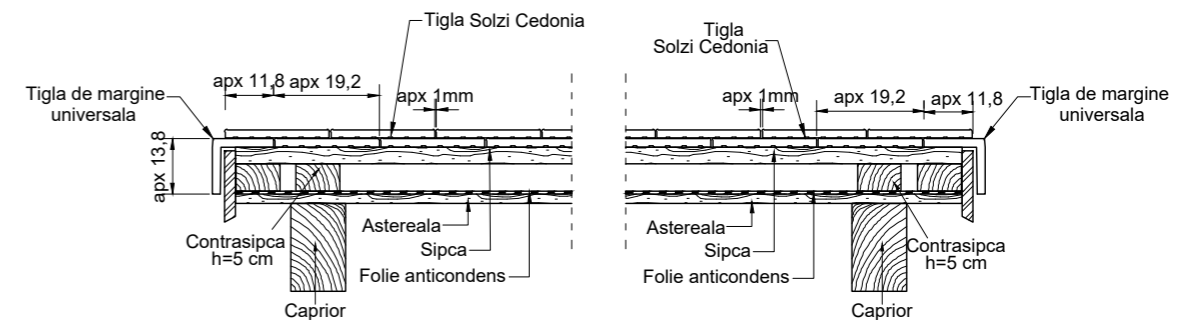 Tigla Solzi Cedonia
apx 11,8
apx 19,2
Tigla de margine
universala
apx 1mm
apx 13,8
Contrasipca
h=5 cm
Astereala
Sipca
Folie anticondens
Caprior
Tigla
Solzi Cedonia
apx 1mm
apx 19,2
apx 11,8
Tigla de margine
universala
Astereala
Sipca
Folie anticondens
Contrasipca
h=5 cm
Caprior